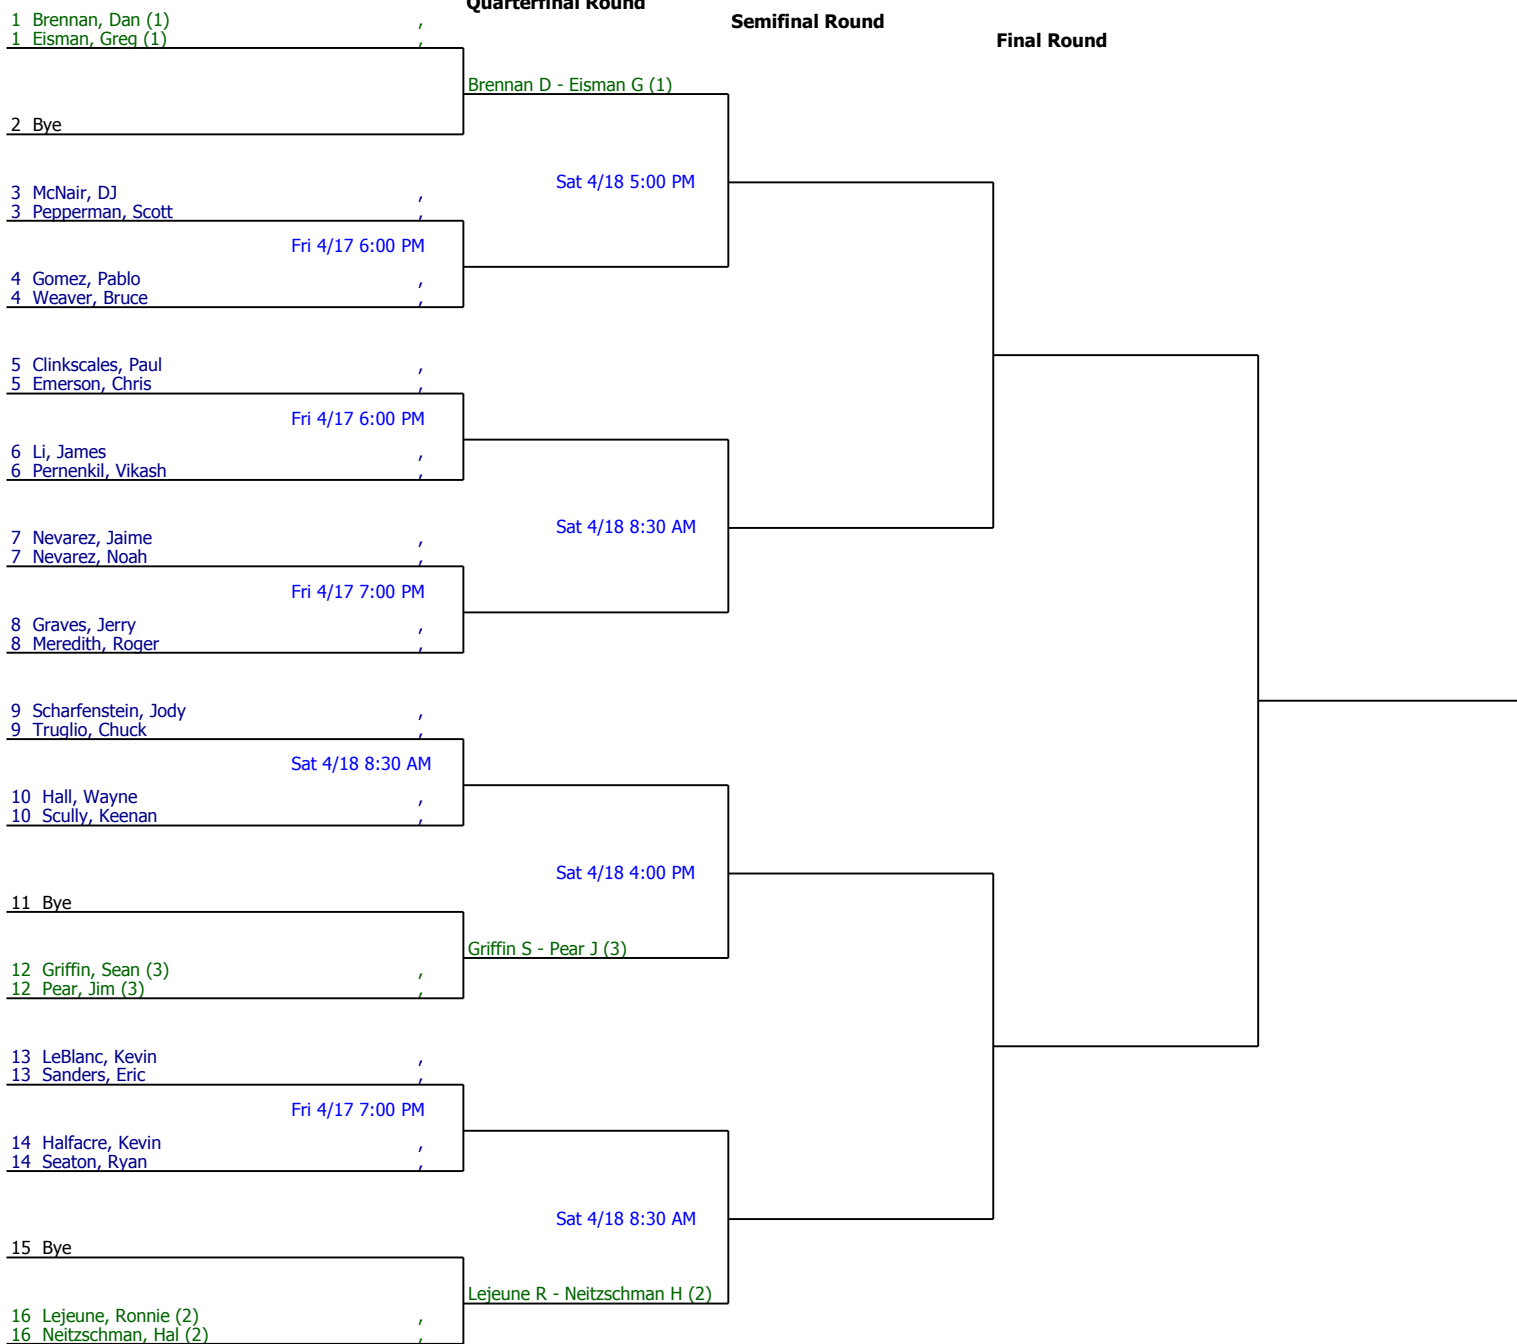 Quarterfinal Round
Semifinal Round
Final Round
1 Brennan, Dan (1) ,
1 Eisman, Greg (1) ,
Brennan D - Eisman G (1)
2 Bye
Sat 4/18 5:00 PM
3 McNair, DJ ,
3 Pepperman, Scott ,
Fri 4/17 6:00 PM
4 Gomez, Pablo ,
4 Weaver, Bruce ,
5 Clinkscales, Paul ,
5 Emerson, Chris ,
Fri 4/17 6:00 PM
6 Li, James ,
6 Pernenkil, Vikash ,
Sat 4/18 8:30 AM
7 Nevarez, Jaime ,
7 Nevarez, Noah ,
Fri 4/17 7:00 PM
8 Graves, Jerry ,
8 Meredith, Roger ,
9 Scharfenstein, Jody ,
9 Truglio, Chuck ,
Sat 4/18 8:30 AM
10 Hall, Wayne ,
10 Scully, Keenan ,
Sat 4/18 4:00 PM
11 Bye
Griffin S - Pear J (3)
12 Griffin, Sean (3) ,
12 Pear, Jim (3) ,
13 LeBlanc, Kevin ,
13 Sanders, Eric ,
Fri 4/17 7:00 PM
14 Halfacre, Kevin ,
14 Seaton, Ryan ,
Sat 4/18 8:30 AM
15 Bye
Lejeune R - Neitzschman H (2)
16 Lejeune, Ronnie (2) ,
16 Neitzschman, Hal (2) ,